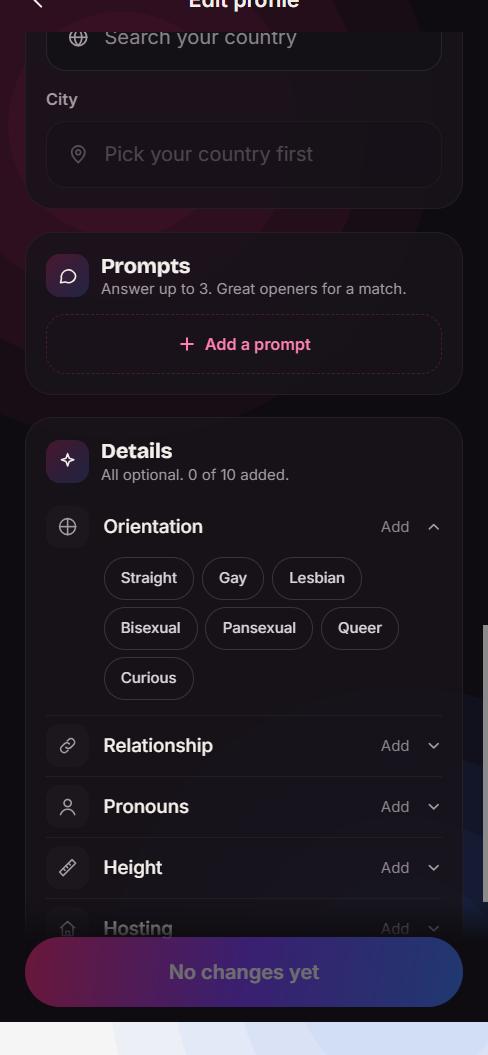 Edit profile
Search your country
City
Pick your country first
Prompts
Answer up to 3. Great openers for a match.
Add a prompt
Details
All optional. 0 of 10 added.
Orientation Add
Straight Gay Lesbian
Bisexual Pansexual Queer
Curious
Relationship Add
Pronouns Add
Height Add
Hosting Add
No changes yet